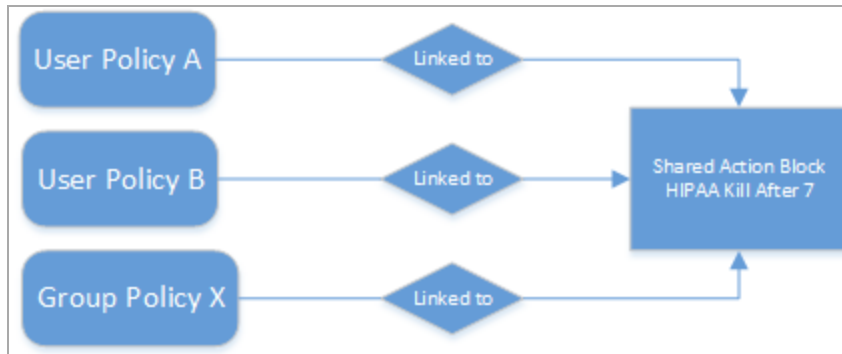 User Policy A
Linked to
User Policy B
Linked to
Shared Action Block
HIPAA Kill After 7
Group Policy X
Linked to